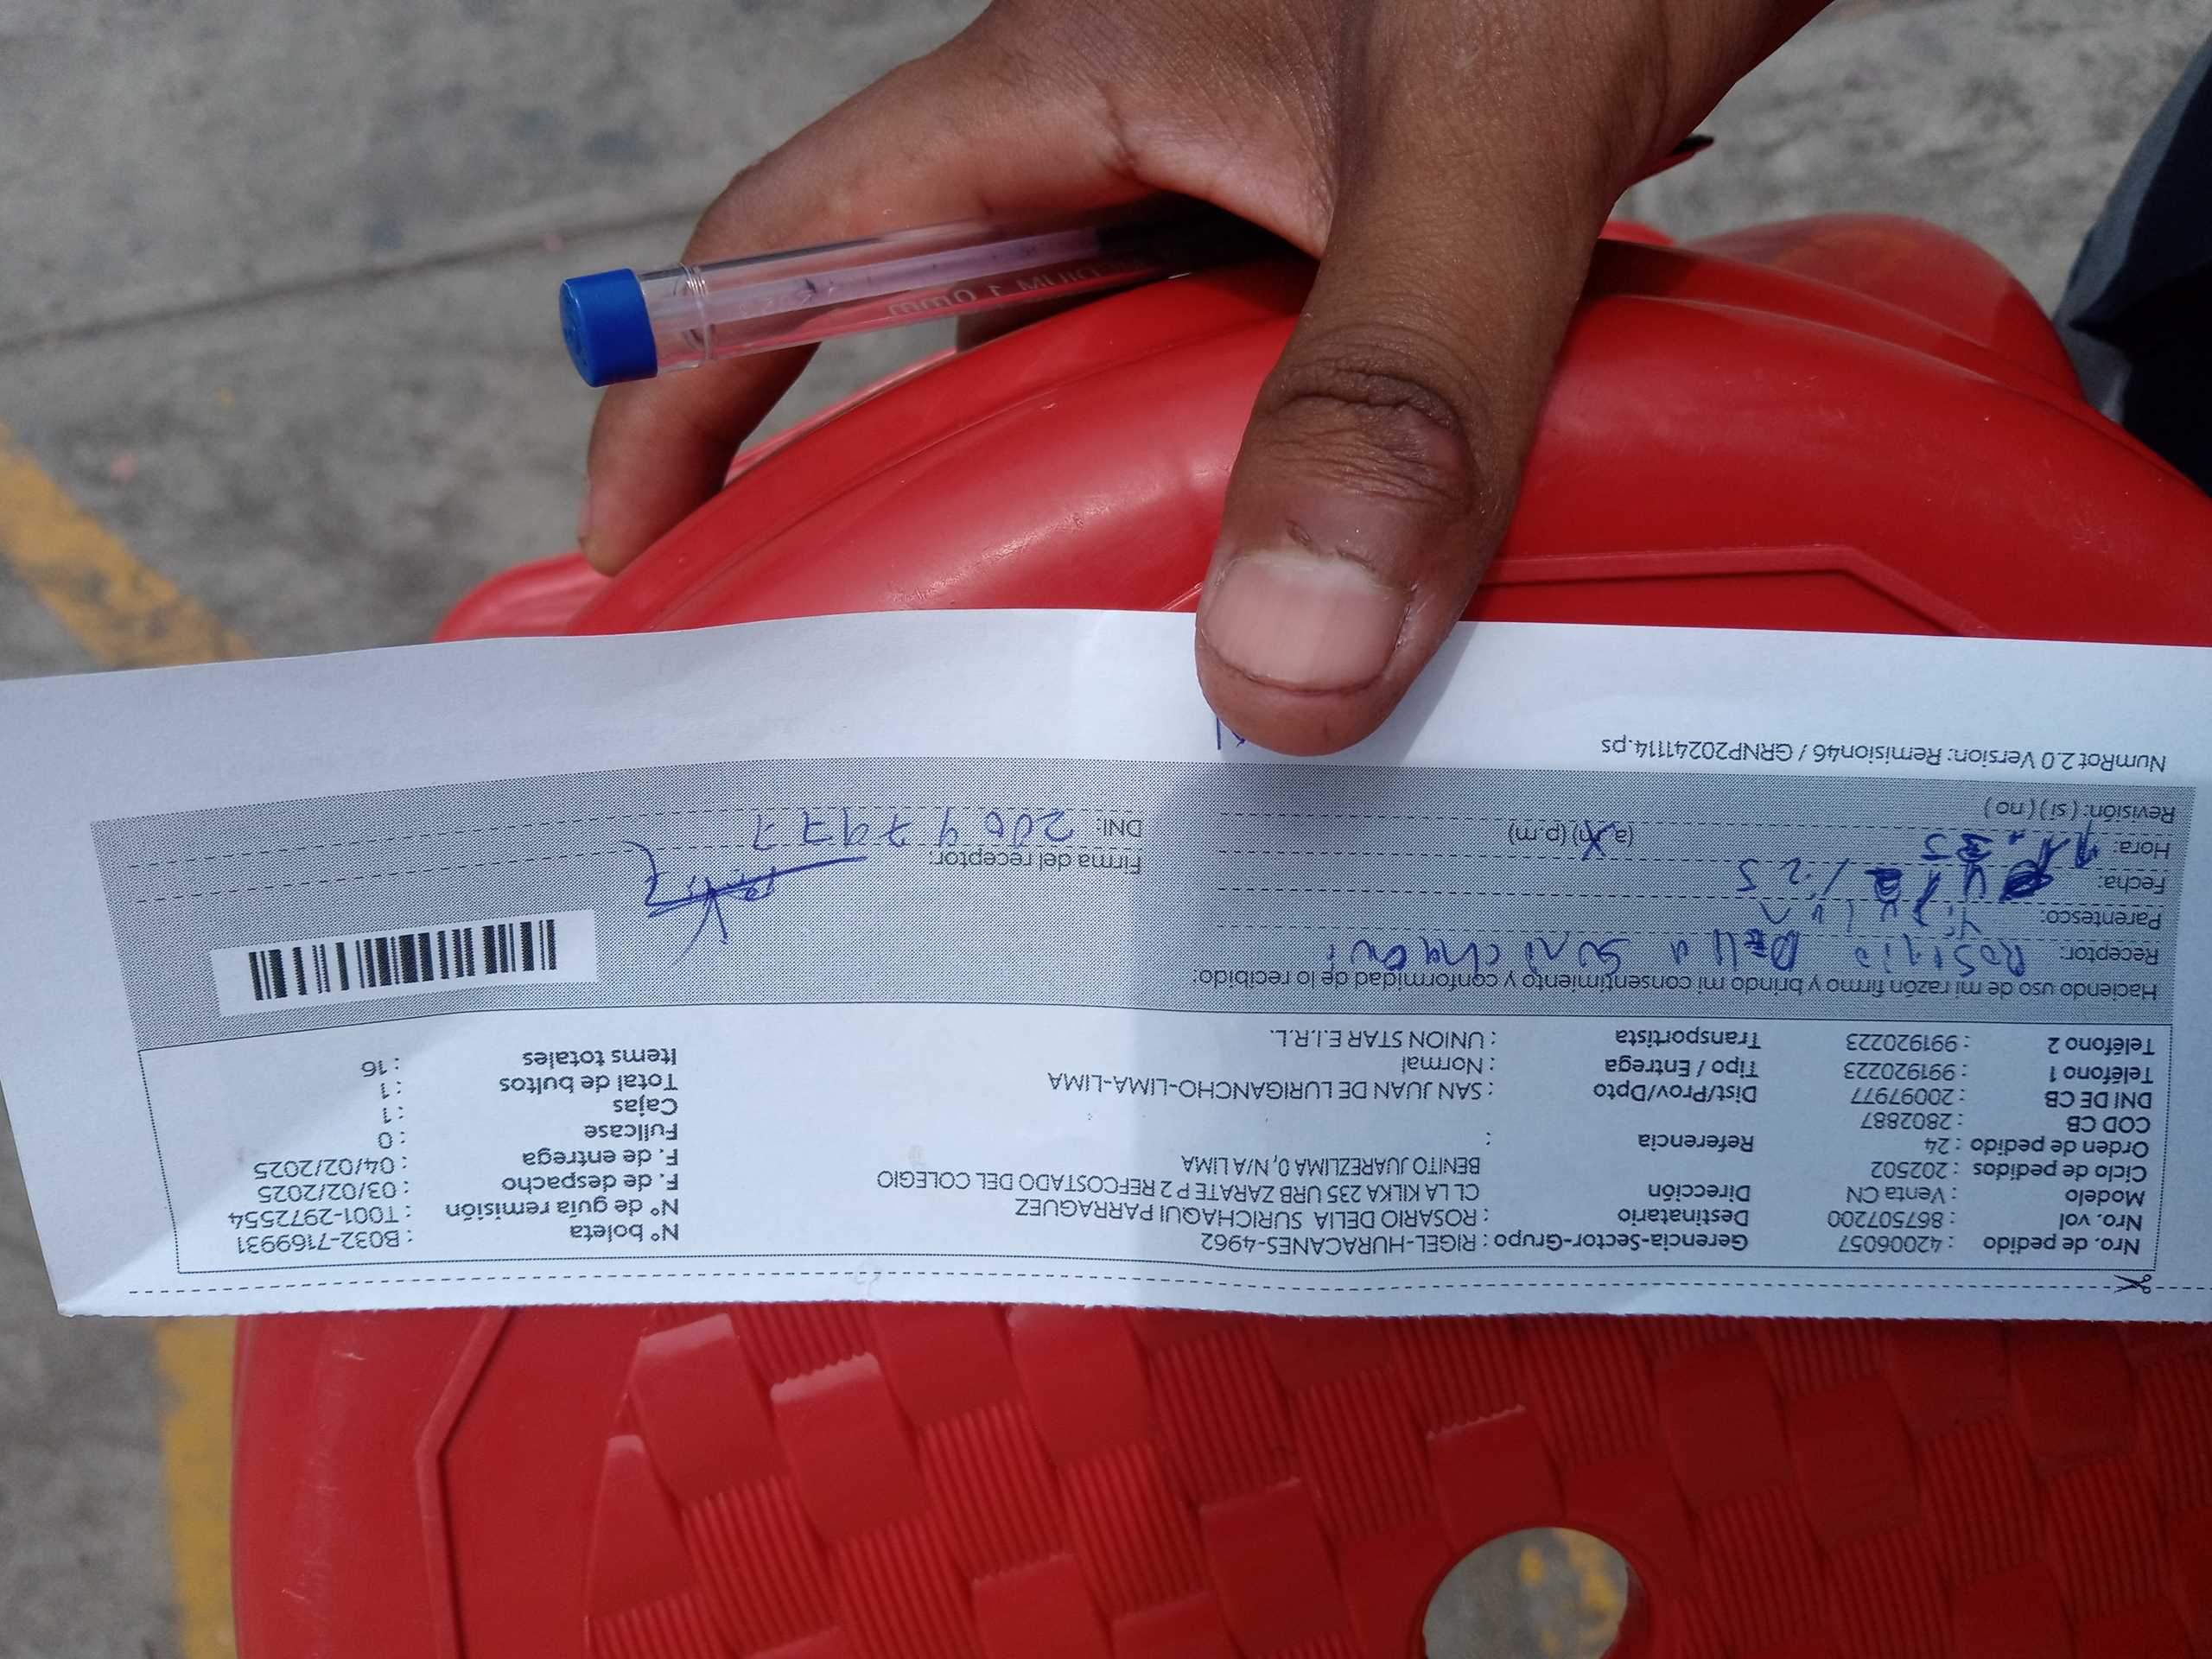 Nro. de pedido : 42006057 Gerencia-Sector-Grupo : RIGEL-HURACANES-4962 N° boleta : B032-7169931
Nro. vol : 867507200 Destinatario : ROSARIO DELIA SURICHAQUI PARRAGUEZ N° de guía remisión : T001-2972554
Modelo : Venta CN Dirección CL LA KILKA 235 URB ZARATE P 2 REFCOSTADO DEL COLEGIO F. de despacho : 03/02/2025
Ciclo de pedidos : 202502 BENITO JUAREZLIMA 0, N/A LIMA F. de entrega : 04/02/2025
Orden de pedido : 24 Referencia : Fullcase : 0
COD CB : 2802887 Cajas : 1
DNI DE CB : 20097977 Dist/Prov/Dpto : SAN JUAN DE LURIGANCHO-LIMA-LIMA Total de bultos : 1
Teléfono 1 : 991920223 Tipo / Entrega : Normal Items totales : 16
Teléfono 2 : 991920223 Transportista : UNION STAR E.I.R.L.
Haciendo uso de mi razón firmo y brindo mi consentimiento y conformidad de lo recibido:
Receptor: Rosario Delia Surichaqui
Parentesco:
Fecha: 25
Hora: (a.m) (p.m) Firma del receptor:
Revisión: ( si ) ( no ) DNI: 20097977
NumRot 2.0 Version: Remision46 / GRNP20241114.ps
MEDIUM 1.0mm